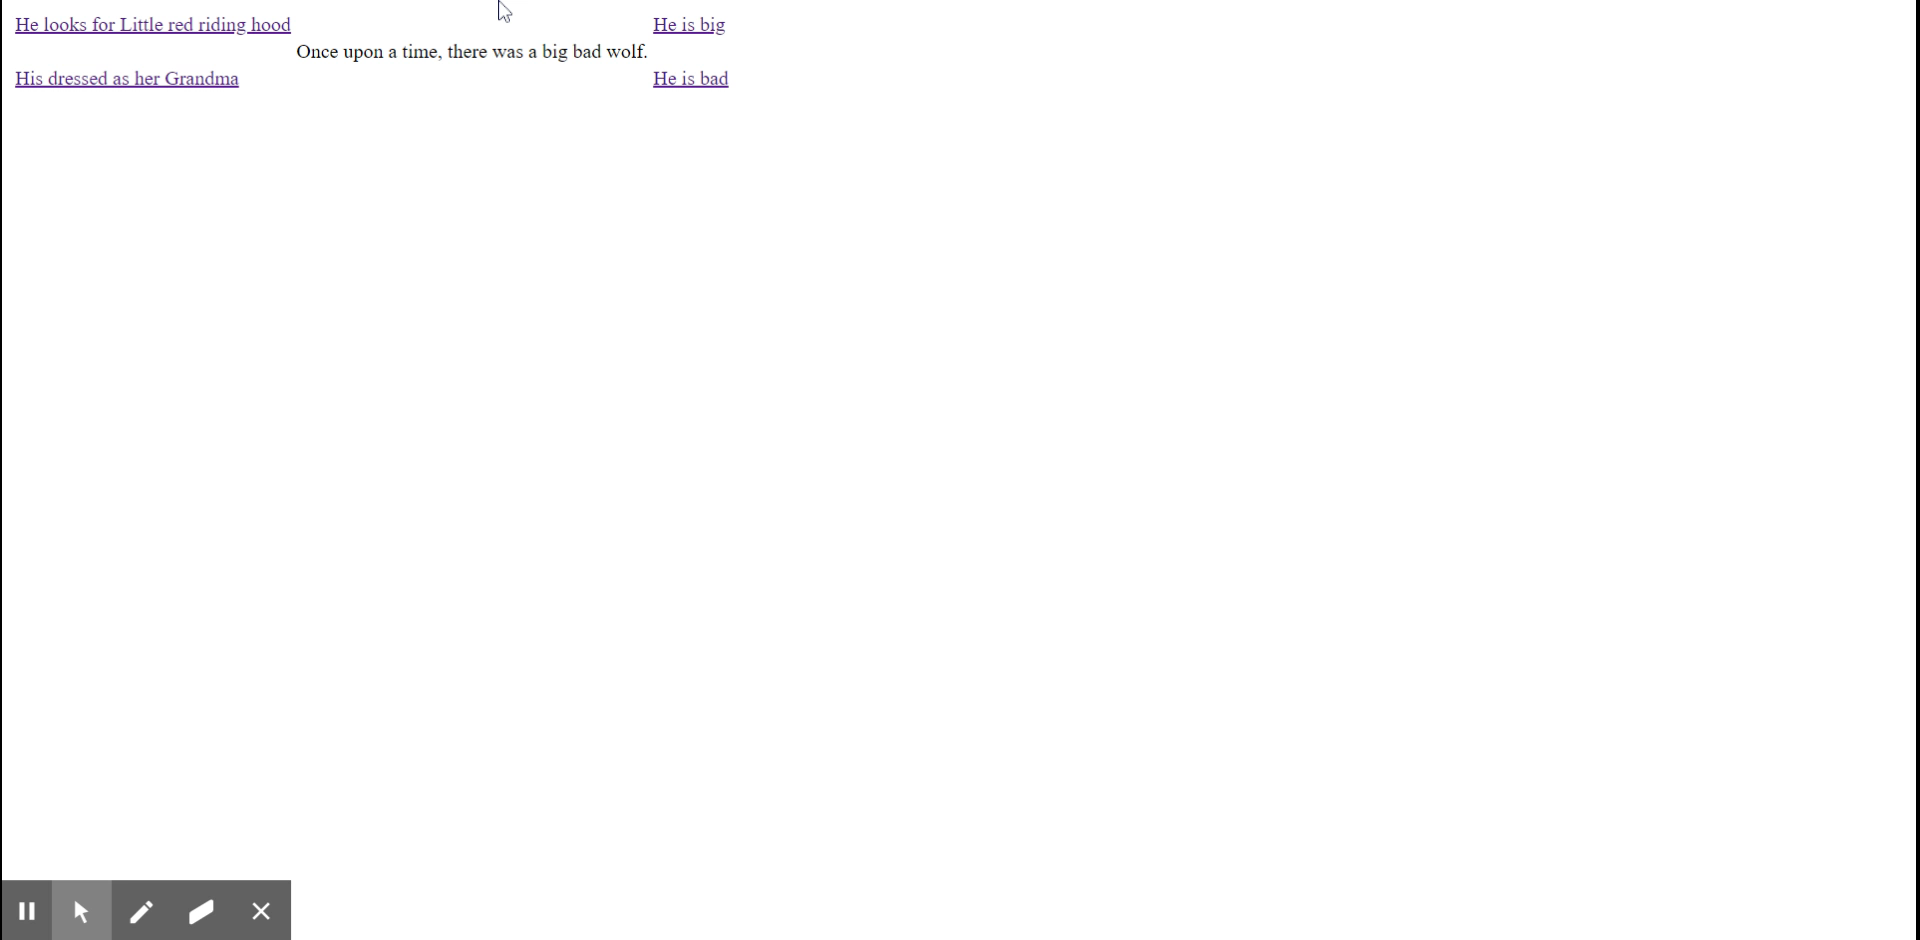 He looks for Little red riding hood
He is big
Once upon a time, there was a big bad wolf.
His dressed as her Grandma
He is bad